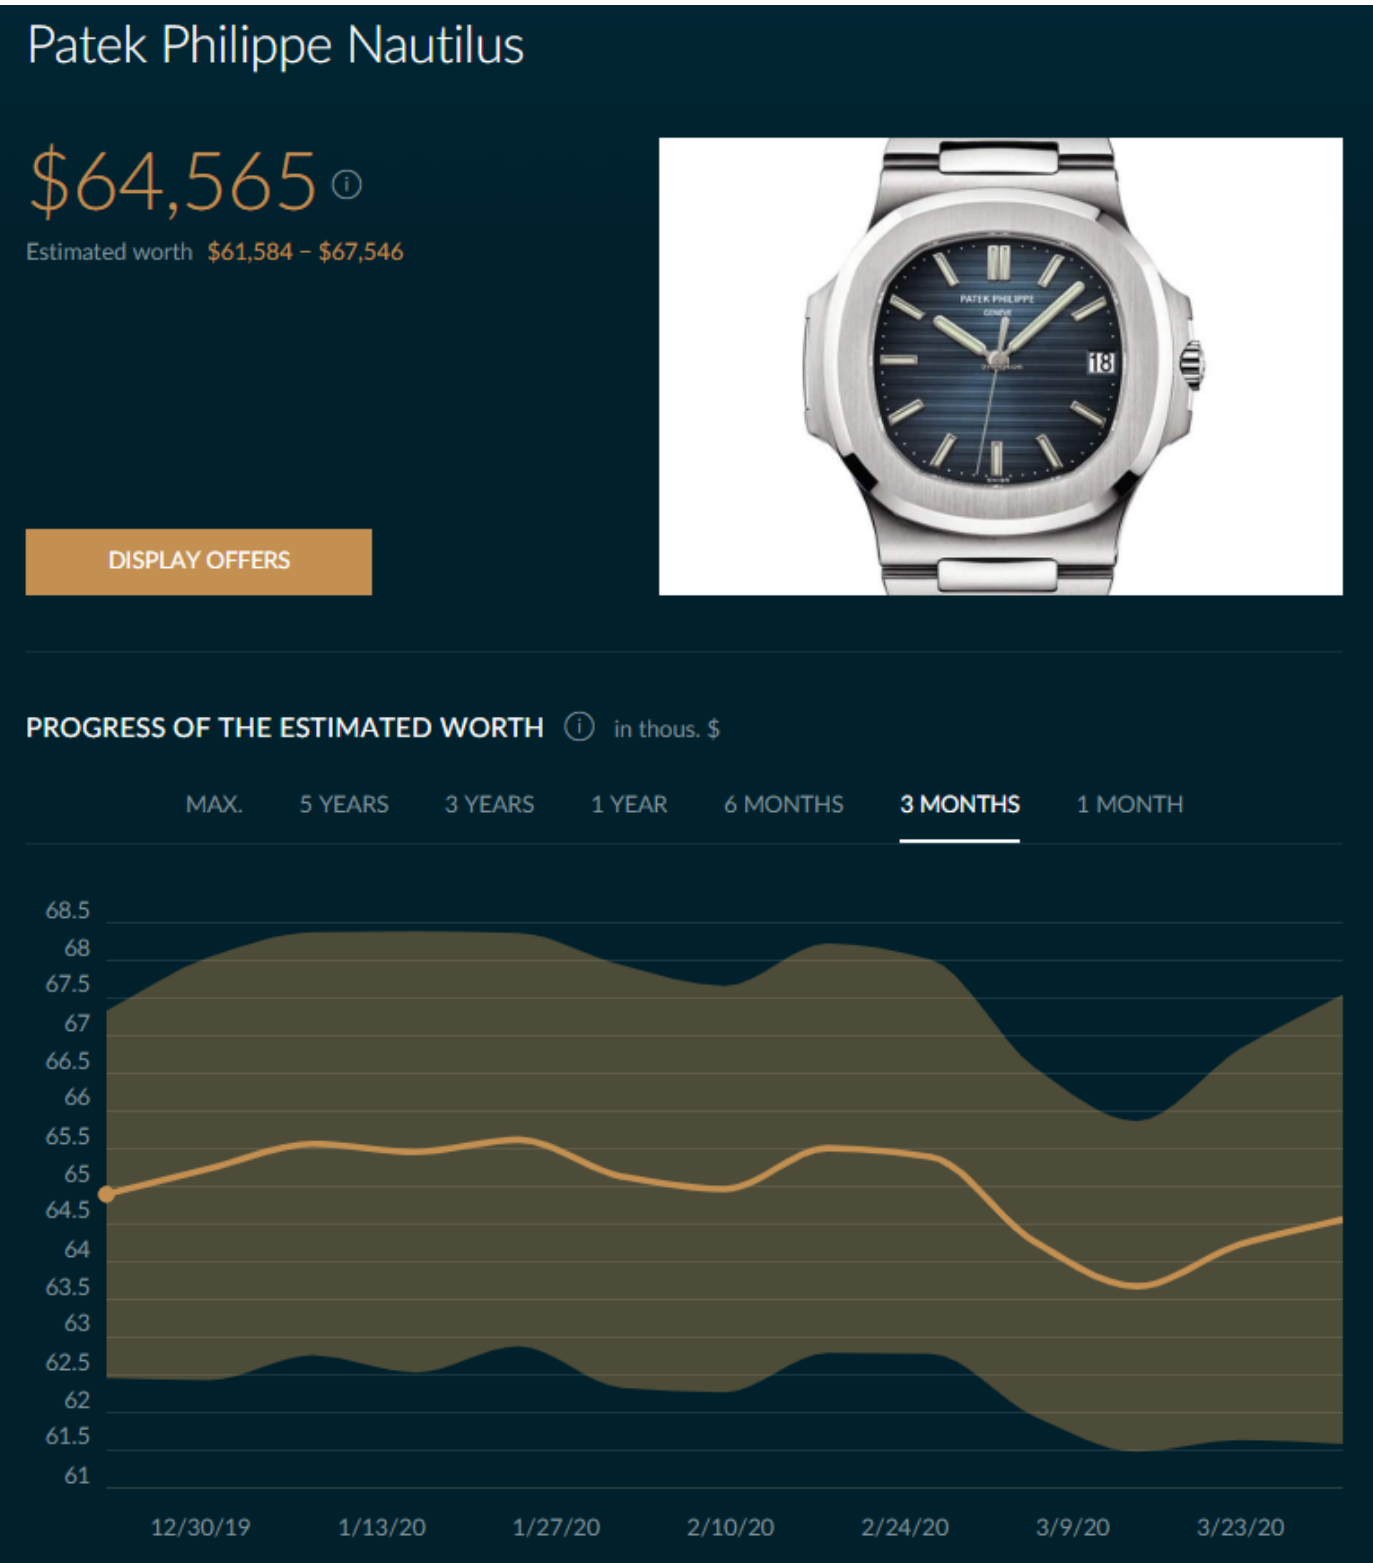 Patek Philippe Nautilus
$64,565
Estimated worth $61,584 – $67,546
PATEK PHILIPPE
GENEVE
18
DISPLAY OFFERS
PROGRESS OF THE ESTIMATED WORTH in thous. $
MAX. 5 YEARS 3 YEARS 1 YEAR 6 MONTHS 3 MONTHS 1 MONTH
68.5
68
67.5
67
66.5
66
65.5
65
64.5
64
63.5
63
62.5
62
61.5
61
12/30/19 1/13/20 1/27/20 2/10/20 2/24/20 3/9/20 3/23/20